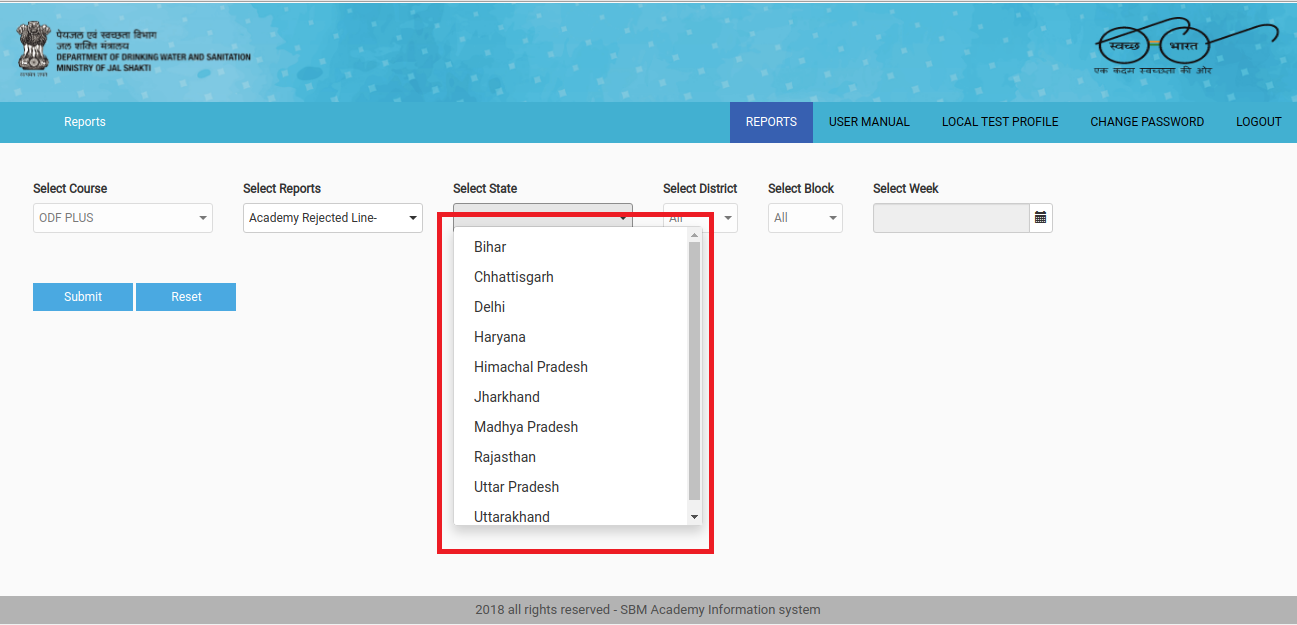 पेयजल एवं स्वच्छता विभाग
जल शक्ति मंत्रालय
DEPARTMENT OF DRINKING WATER AND SANITATION
MINISTRY OF JAL SHAKTI
स्वच्छ भारत
एक कदम स्वच्छता की ओर
Reports
REPORTS USER MANUAL LOCAL TEST PROFILE CHANGE PASSWORD LOGOUT
Select Course Select Reports Select State Select District Select Block Select Week
ODF PLUS Academy Rejected Line- All All
Bihar
Chhattisgarh
Delhi
Submit Reset
Haryana
Himachal Pradesh
Jharkhand
Madhya Pradesh
Rajasthan
Uttar Pradesh
Uttarakhand
2018 all rights reserved - SBM Academy Information system